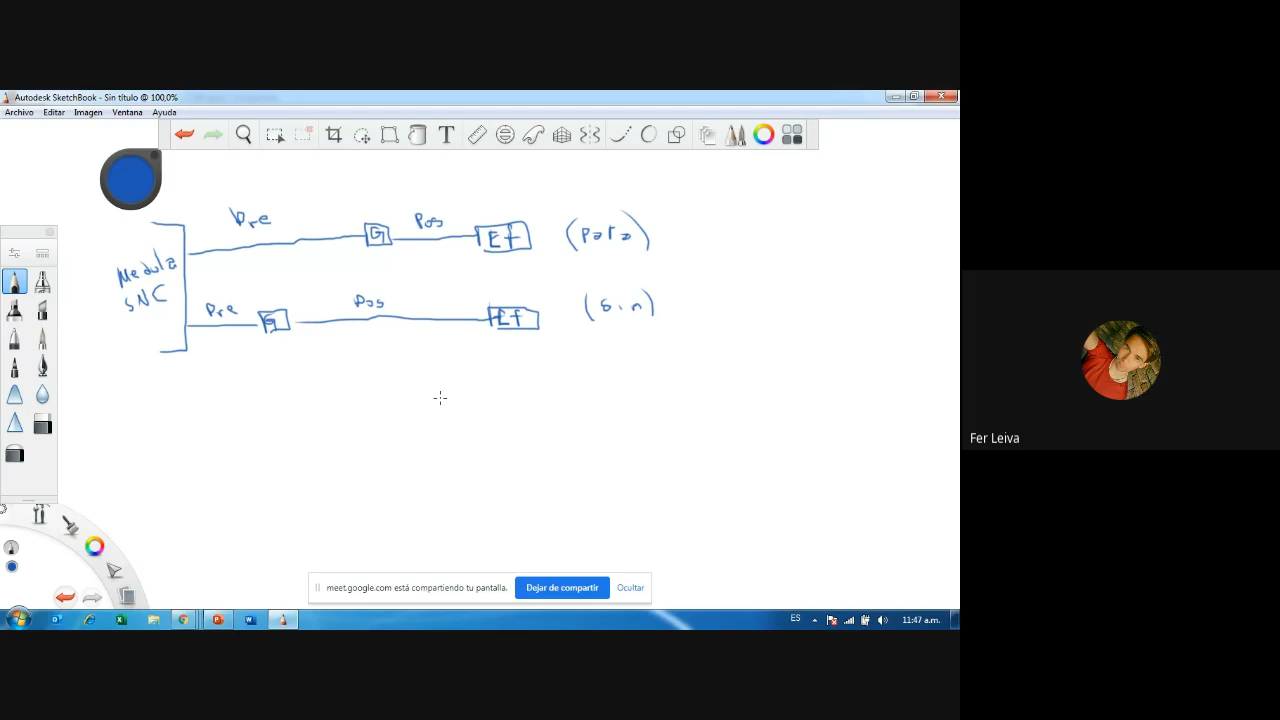 Autodesk SketchBook - Sin título @ 100,0%
Archivo Editar Imagen Ventana Ayuda
T
Pre
G
Pos
Ef
(Para)
Medula
SNC
Pre
G
Pos
Ef
(Sim)
Fer Leiva
meet.google.com está compartiendo tu pantalla.
Dejar de compartir
Ocultar
ES
11:47 a.m.